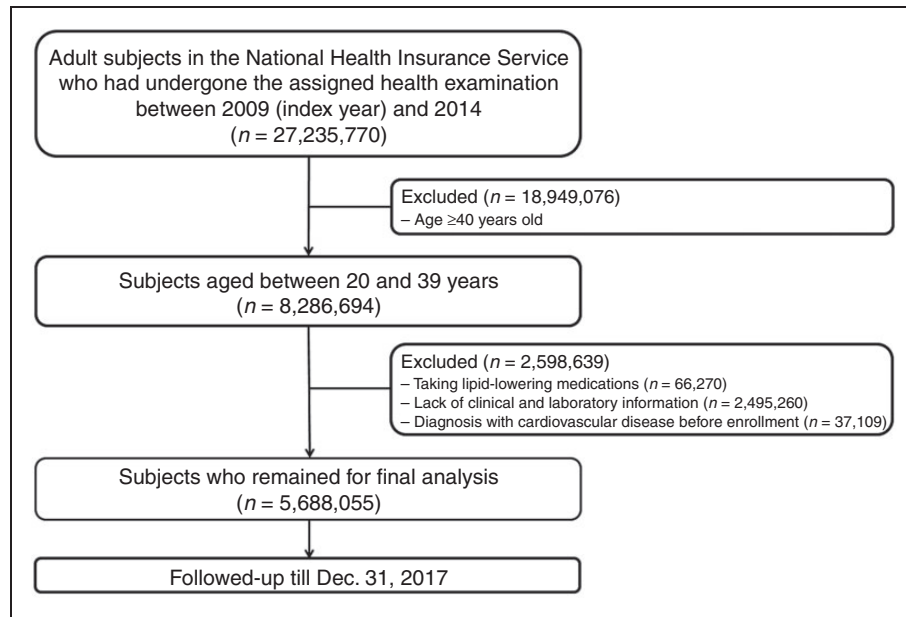 Adult subjects in the National Health Insurance Service
who had undergone the assigned health examination
between 2009 (index year) and 2014
(n = 27,235,770)
Excluded (n = 18,949,076)
– Age ≥40 years old
Subjects aged between 20 and 39 years
(n = 8,286,694)
Excluded (n = 2,598,639)
– Taking lipid-lowering medications (n = 66,270)
– Lack of clinical and laboratory information (n = 2,495,260)
– Diagnosis with cardiovascular disease before enrollment (n = 37,109)
Subjects who remained for final analysis
(n = 5,688,055)
Followed-up till Dec. 31, 2017